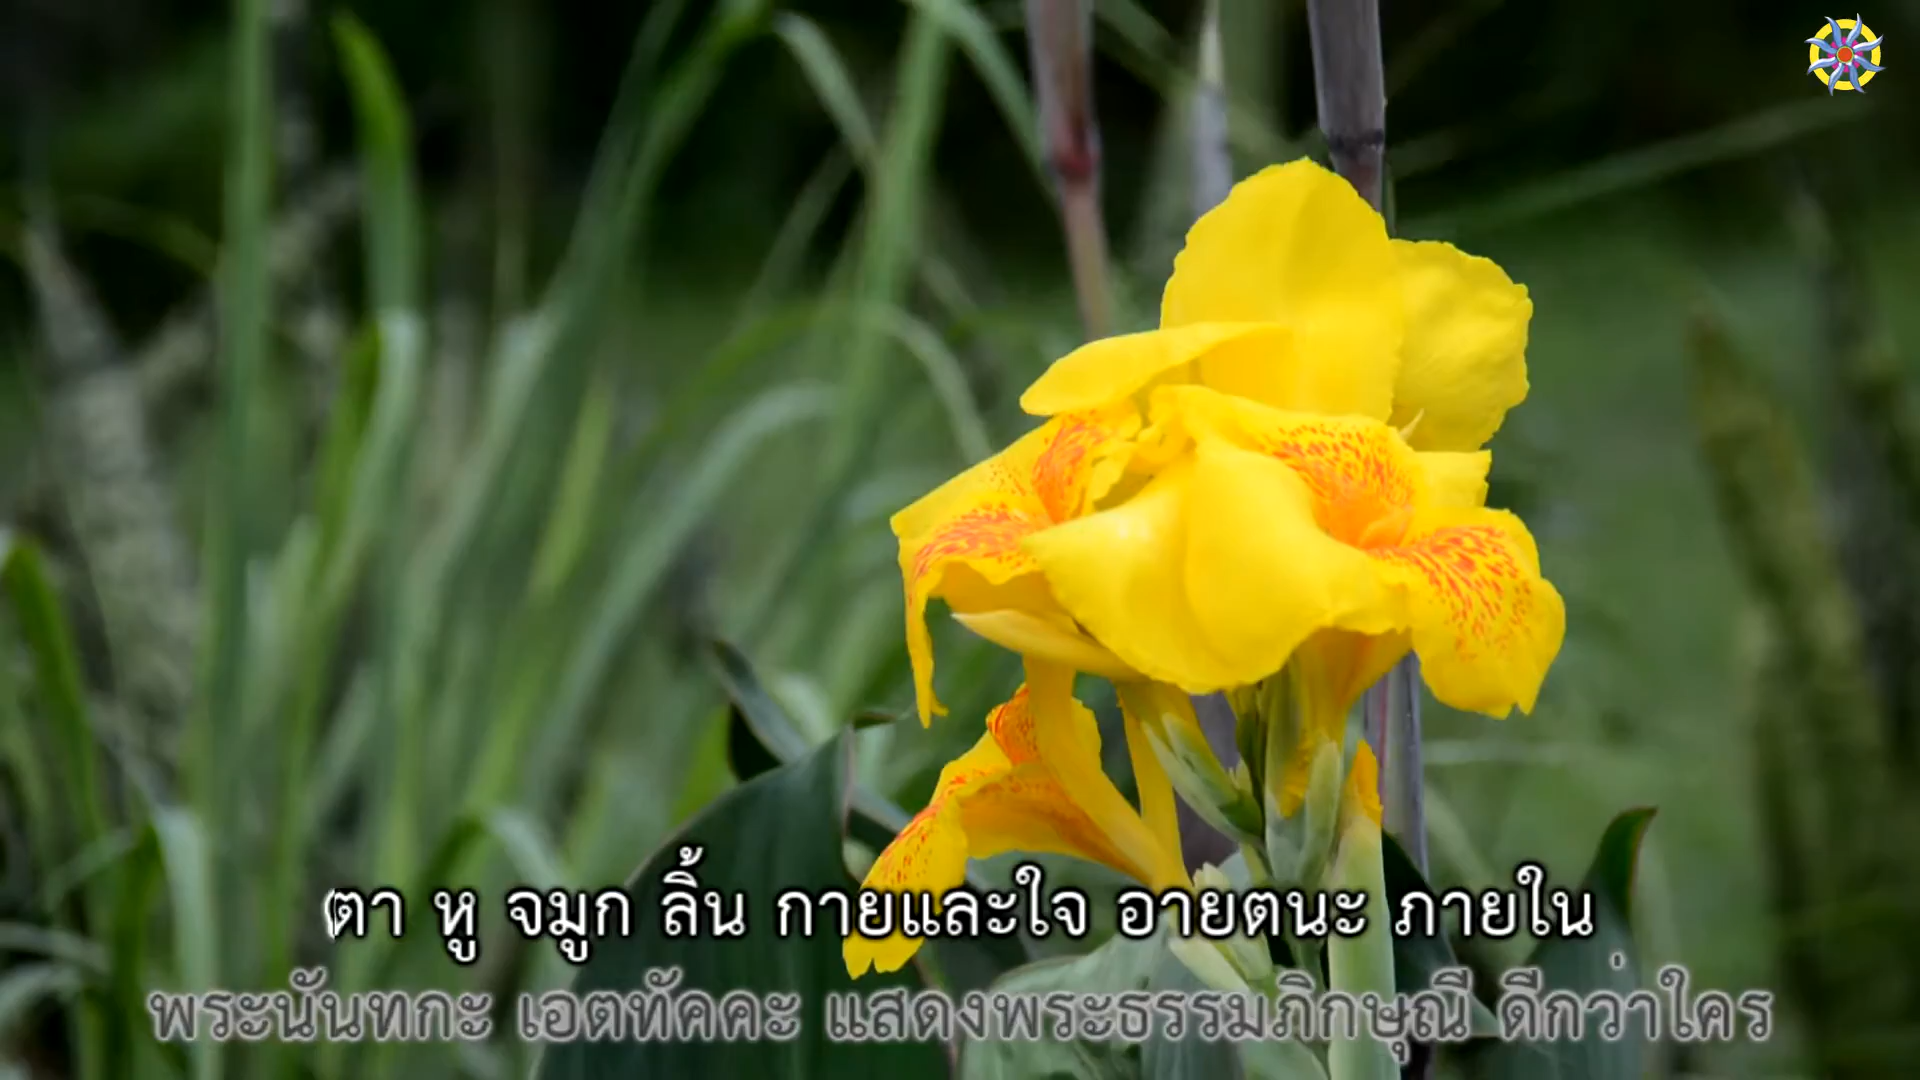 ตา หู จมูก ลิ้น กายและใจ อายตนะ ภายใน
พระนันทกะ เอตทัคคะ แสดงพระธรรมภิกษุณี ดีกว่าใคร